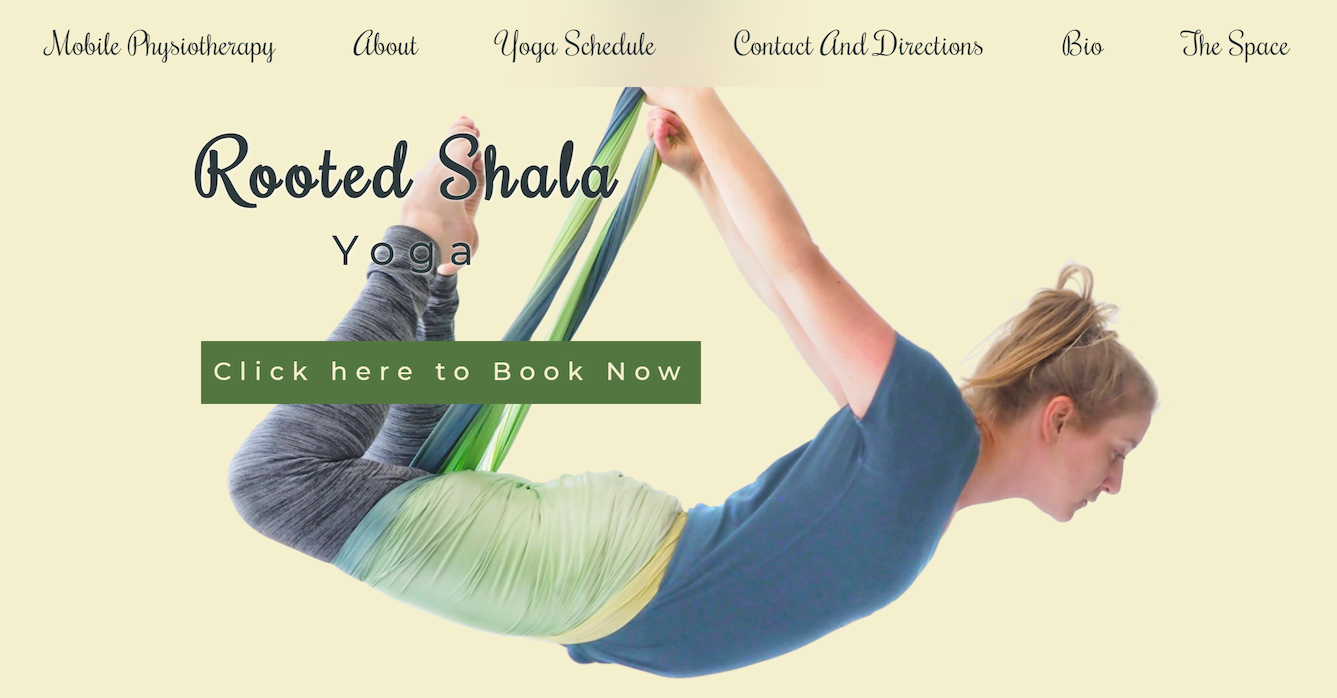 Mobile Physiotherapy About Yoga Schedule Contact And Directions Bio The Space
Rooted Shala
Yoga
Click here to Book Now